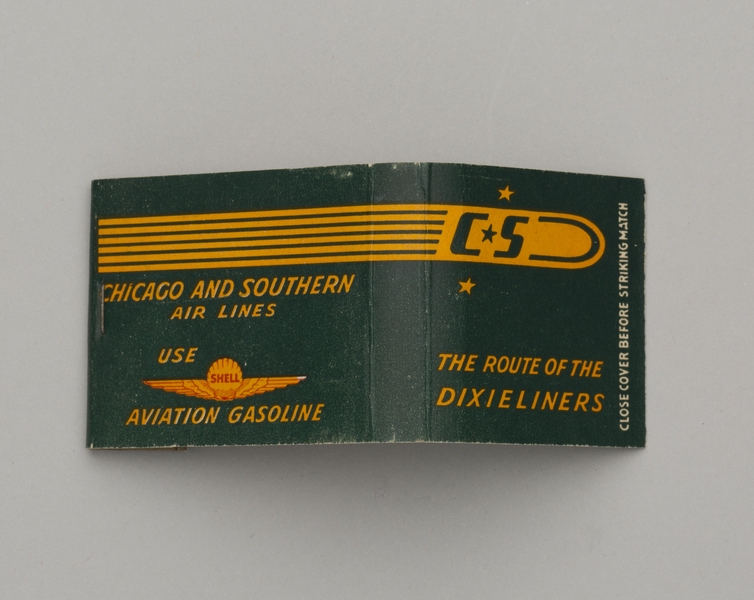 C★S
CHICAGO AND SOUTHERN
AIR LINES
USE
SHELL
AVIATION GASOLINE
THE ROUTE OF THE
DIXIELINERS
CLOSE COVER BEFORE STRIKING MATCH